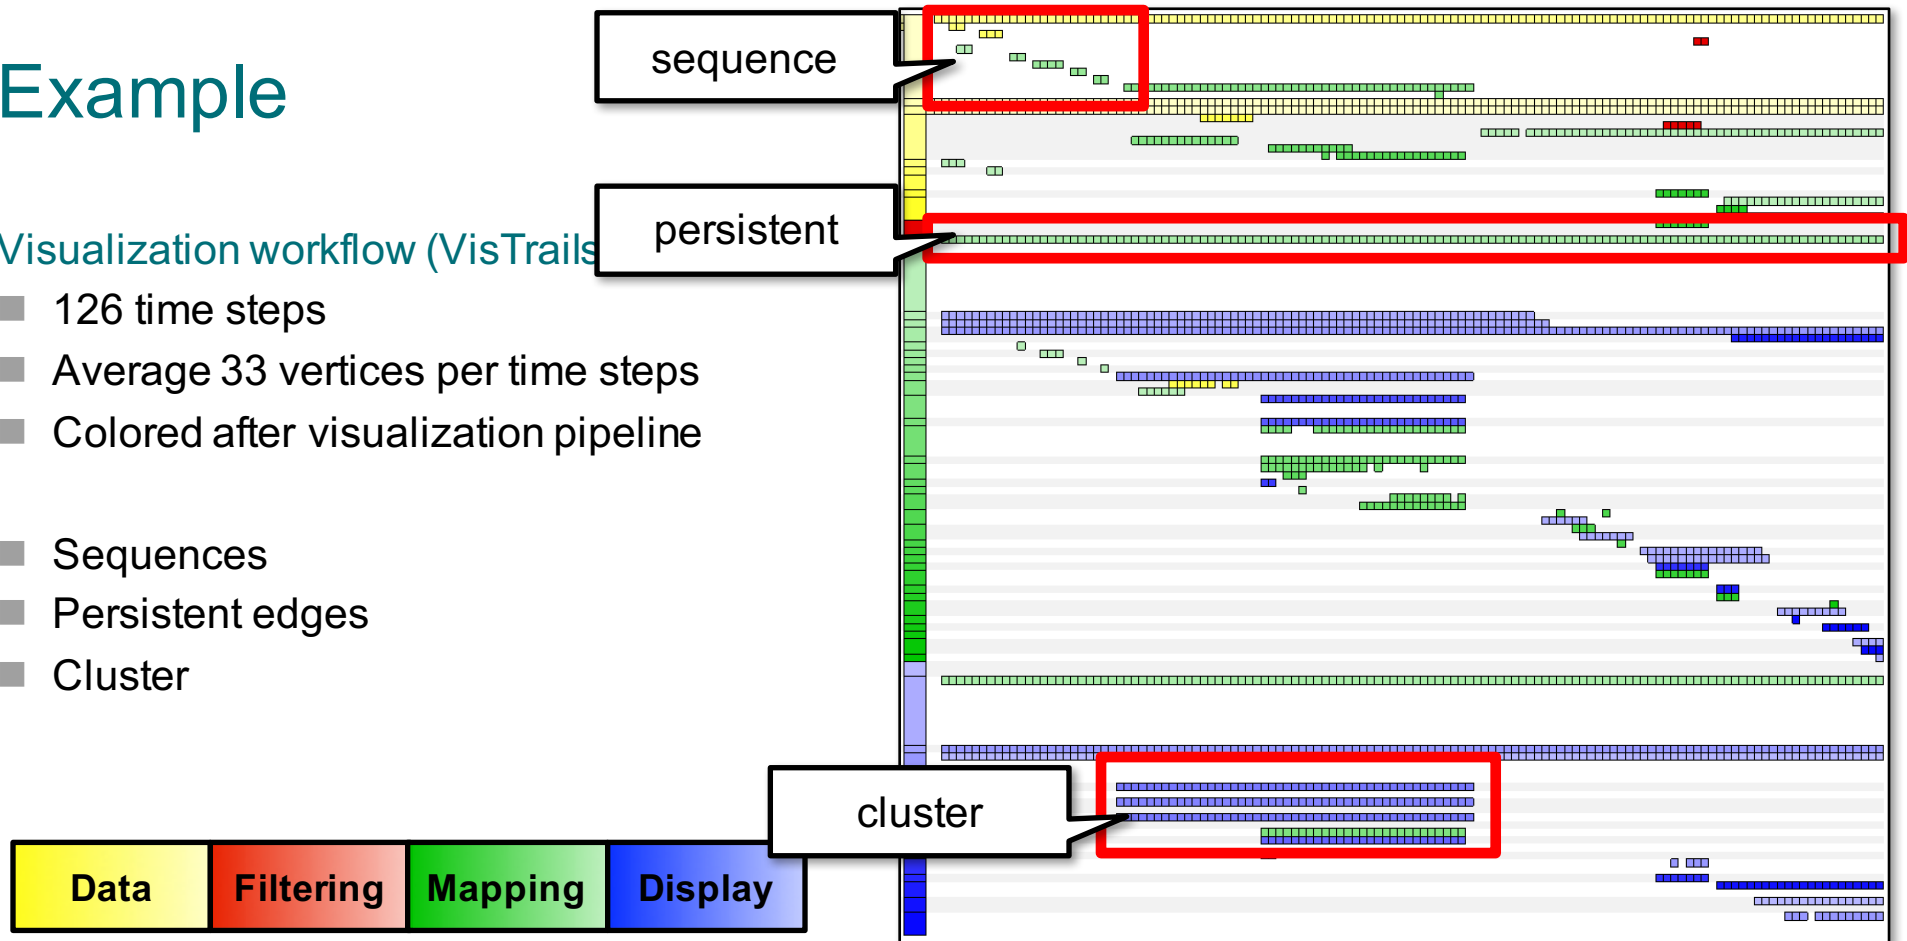 Example
Visualization workflow (VisTrails
126 time steps
Average 33 vertices per time steps
Colored after visualization pipeline
Sequences
Persistent edges
Cluster
sequence
persistent
cluster
Data
Filtering
Mapping
Display